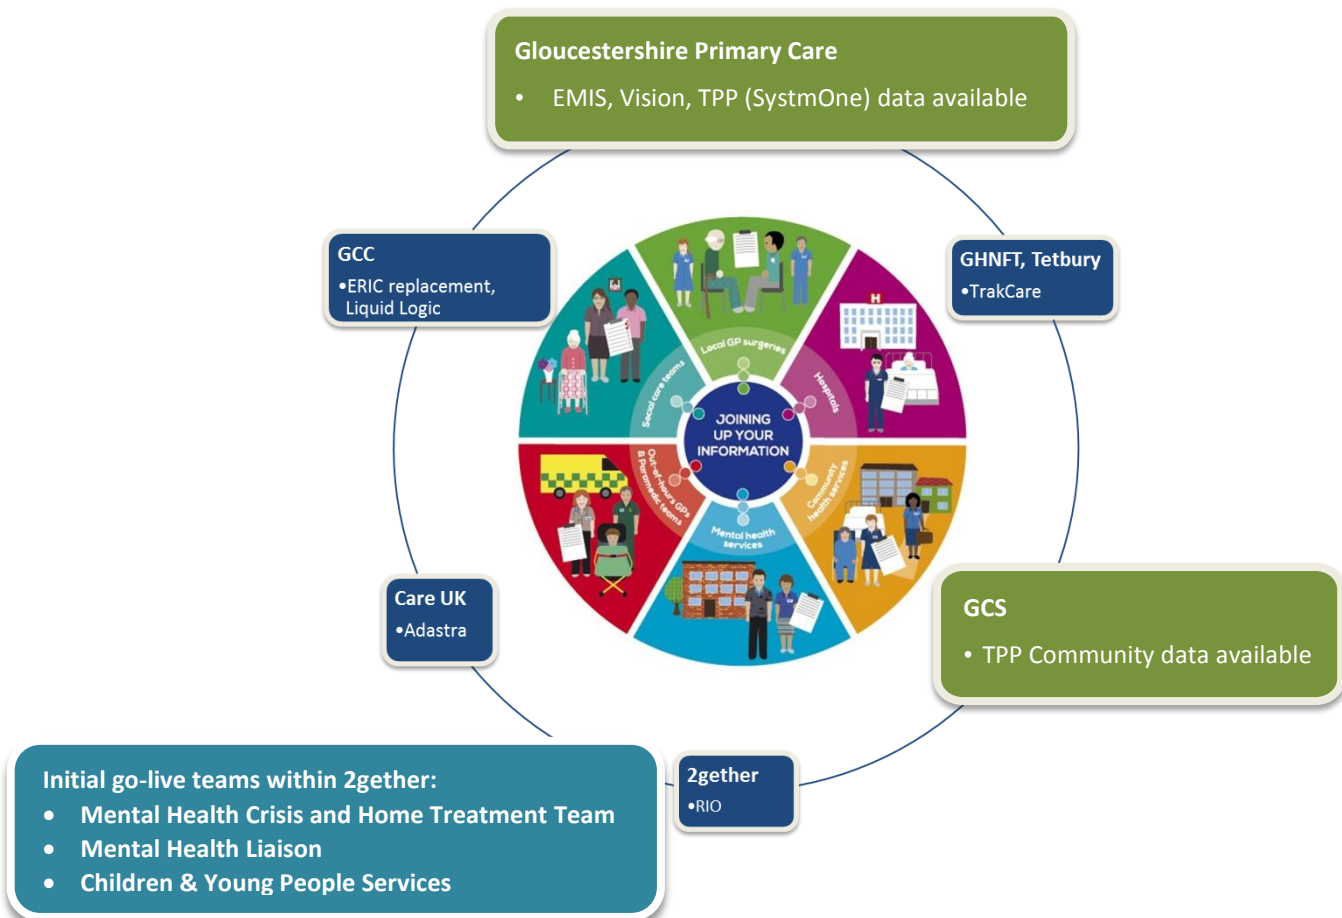 Gloucestershire Primary Care
• EMIS, Vision, TPP (SystmOne) data available
GCC
•ERIC replacement,
Liquid Logic
GHNFT, Tetbury
•TrakCare
H
Local GP surgeries
Social care teams
Hospitals
JOINING
UP YOUR
INFORMATION
Out-of-hours GPs
& Paramedic teams
Community
health services
Mental health
services
Care UK
•Adastra
GCS
• TPP Community data available
2gether
•RIO
Initial go-live teams within 2gether:
• Mental Health Crisis and Home Treatment Team
• Mental Health Liaison
• Children & Young People Services